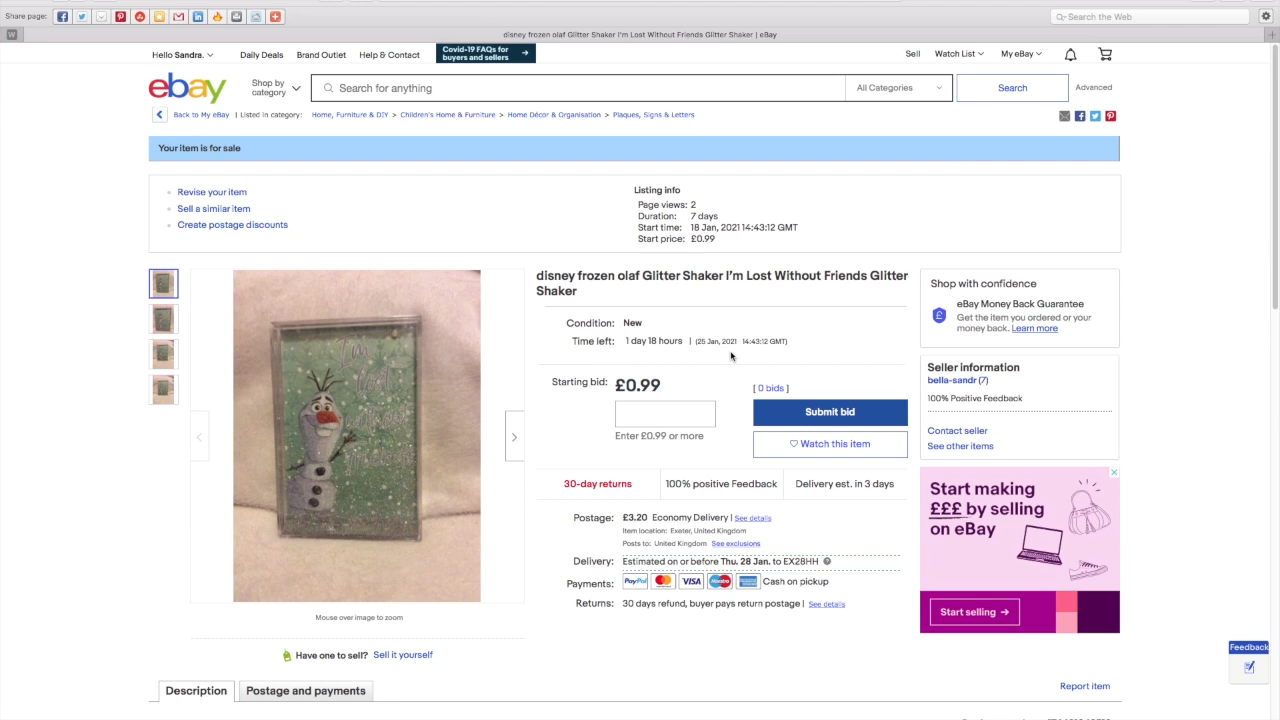 Share page:
Search the Web
disney frozen olaf Glitter Shaker I'm Lost Without Friends Glitter Shaker | eBay
Hello Sandra. Daily Deals Brand Outlet Help & Contact
Covid-19 FAQs for
buyers and sellers
Sell Watch List My eBay
ebay
Shop by
category
Search for anything
All Categories
Search
Advanced
Back to My eBay | Listed in category: Home, Furniture & DIY > Children's Home & Furniture > Home Décor & Organisation > Plaques, Signs & Letters
Your item is for sale
Revise your item
Sell a similar item
Create postage discounts
Listing info
Page views: 2
Duration: 7 days
Start time: 18 Jan, 2021 14:43:12 GMT
Start price: £0.99
I'm
lost
without
friends
Mouse over image to zoom
Have one to sell? Sell it yourself
disney frozen olaf Glitter Shaker I'm Lost Without Friends Glitter
Shaker
Condition: New
Time left: 1 day 18 hours | (25 Jan, 2021 14:43:12 GMT)
Starting bid: £0.99 [ 0 bids ]
Submit bid
Enter £0.99 or more
Watch this item
30-day returns
100% positive Feedback
Delivery est. in 3 days
Postage: £3.20 Economy Delivery | See details
Item location: Exeter, United Kingdom
Posts to: United Kingdom See exclusions
Delivery: Estimated on or before Thu. 28 Jan. to EX28HH
Payments: PayPal VISA Maestro Cash on pickup
Returns: 30 days refund, buyer pays return postage | See details
Shop with confidence
eBay Money Back Guarantee
Get the item you ordered or your
money back. Learn more
Seller information
bella-sandr (7)
100% Positive Feedback
Contact seller
See other items
Start making
£££ by selling
on eBay
Start selling →
Feedback
Description
Postage and payments
Report item